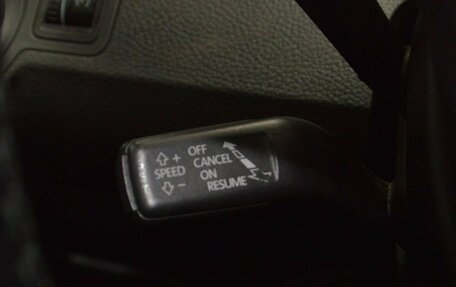 OFF
+ CANCEL
SPEED ON
- RESUME